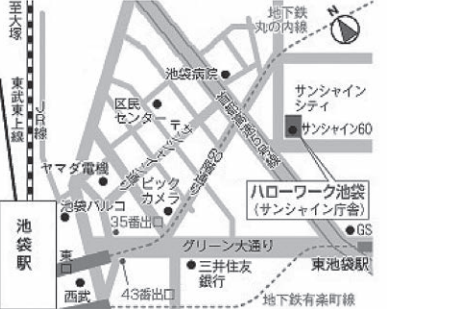 至大塚
東武東上線
JR線
地下鉄
丸の内線
池袋病院
区民
センター
首都高速5号線
サンシャイン
シティ
サンシャイン60
サンシャイン60通り
ヤマダ電機
ビック
カメラ
ハローワーク池袋
(サンシャイン庁舎)
池袋パルコ
35番出口
GS
池袋駅
東口
グリーン大通り
東池袋駅
西武
43番出口
三井住友
銀行
地下鉄有楽町線